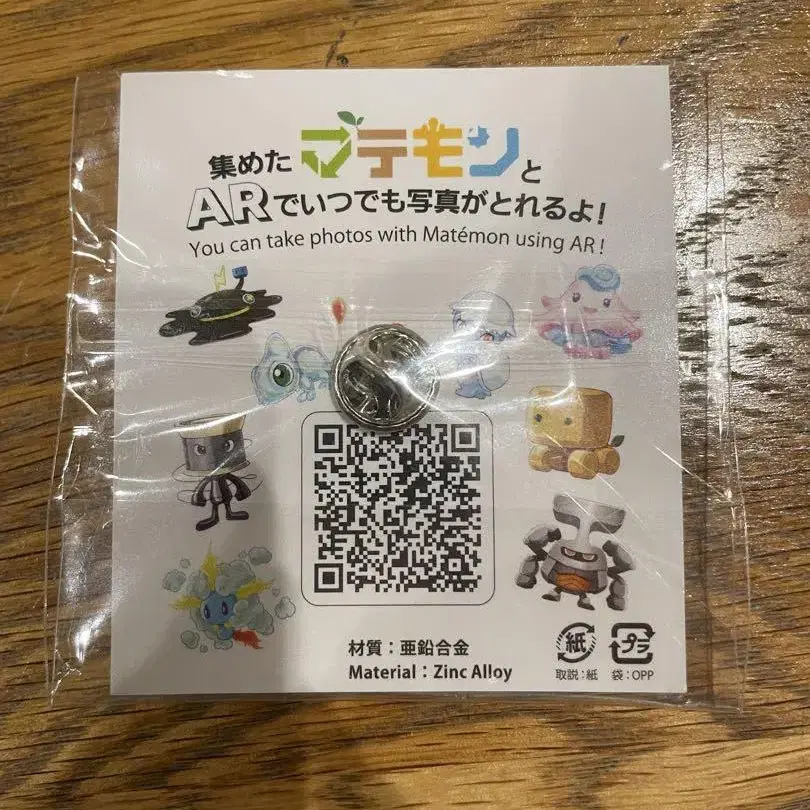 集めたマテモンと
ARでいつでも写真がとれるよ!
You can take photos with Matémon using AR !
材質：亜鉛合金
Material：Zinc Alloy
紙 プラ
取説：紙 袋：OPP